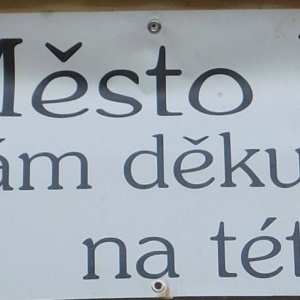 Město
ám děku
na tét